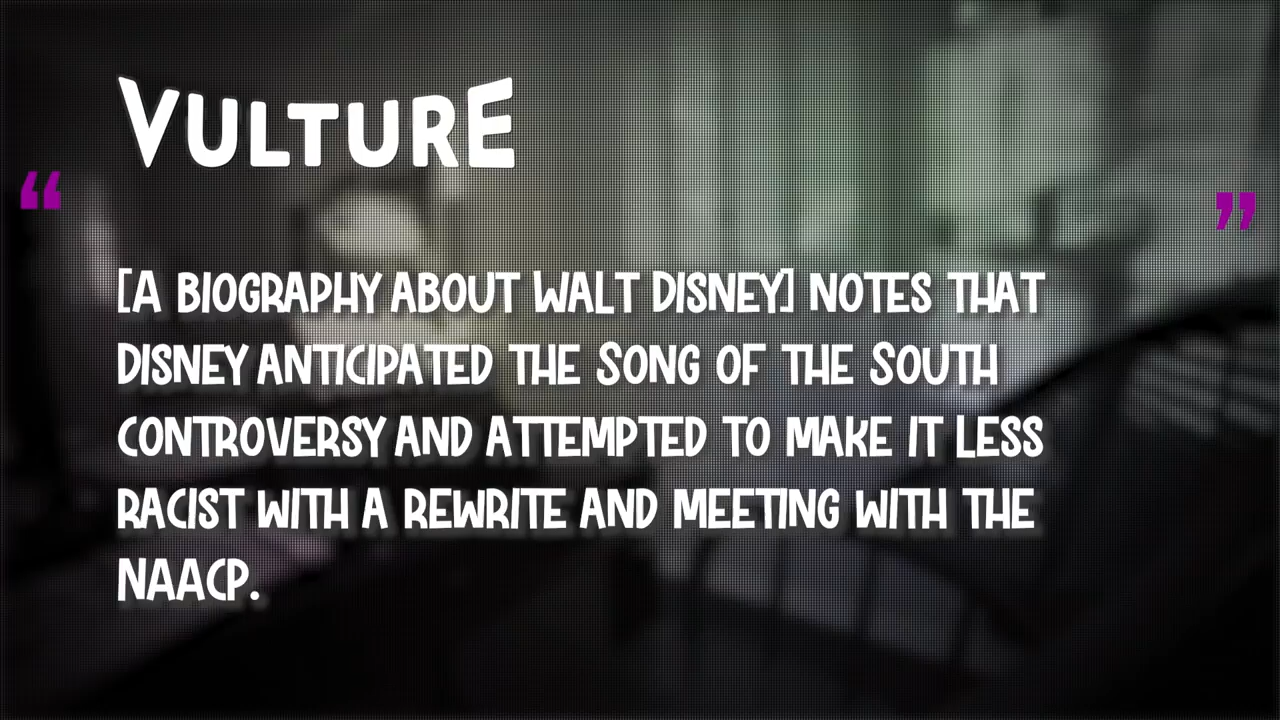 VULTURE
“
”
[A BIOGRAPHY ABOUT WALT DISNEY] NOTES THAT
DISNEY ANTICIPATED THE SONG OF THE SOUTH
CONTROVERSY AND ATTEMPTED TO MAKE IT LESS
RACIST WITH A REWRITE AND MEETING WITH THE
NAACP.